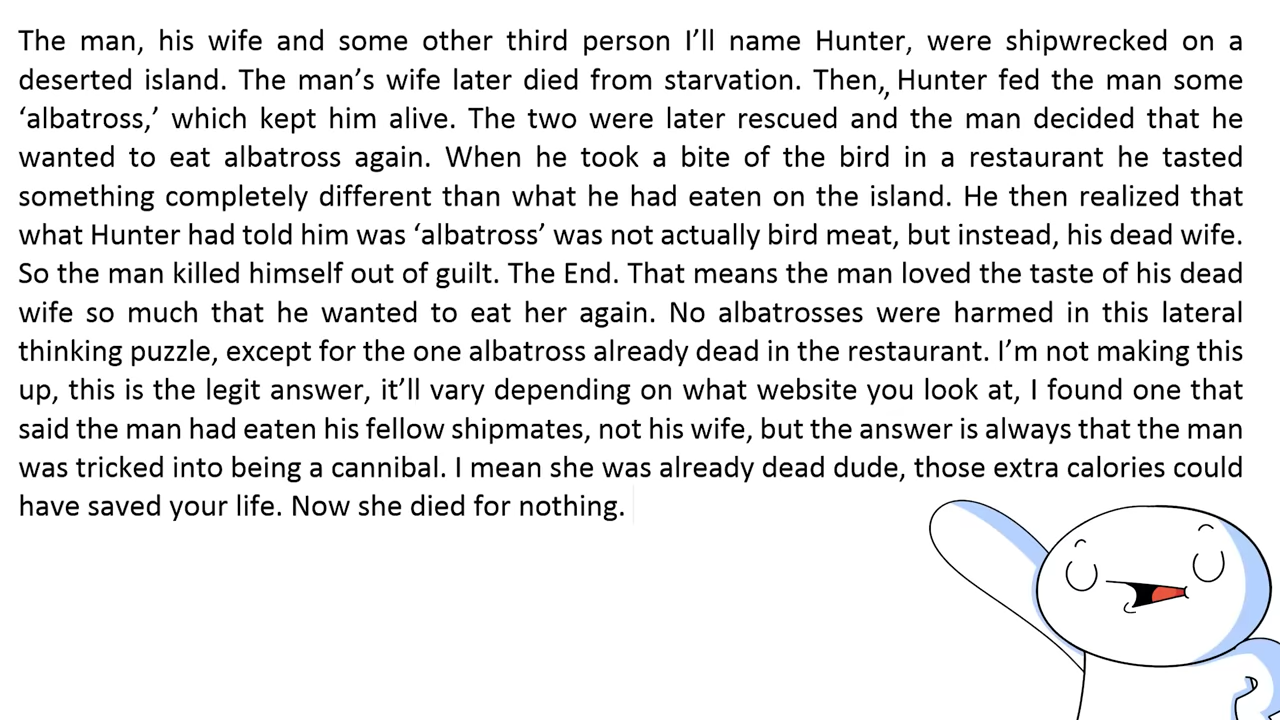 The man, his wife and some other third person I’ll name Hunter, were shipwrecked on a
deserted island. The man’s wife later died from starvation. Then,, Hunter fed the man some
‘albatross,’ which kept him alive. The two were later rescued and the man decided that he
wanted to eat albatross again. When he took a bite of the bird in a restaurant he tasted
something completely different than what he had eaten on the island. He then realized that
what Hunter had told him was ‘albatross’ was not actually bird meat, but instead, his dead wife.
So the man killed himself out of guilt. The End. That means the man loved the taste of his dead
wife so much that he wanted to eat her again. No albatrosses were harmed in this lateral
thinking puzzle, except for the one albatross already dead in the restaurant. I’m not making this
up, this is the legit answer, it’ll vary depending on what website you look at, I found one that
said the man had eaten his fellow shipmates, not his wife, but the answer is always that the man
was tricked into being a cannibal. I mean she was already dead dude, those extra calories could
have saved your life. Now she died for nothing.